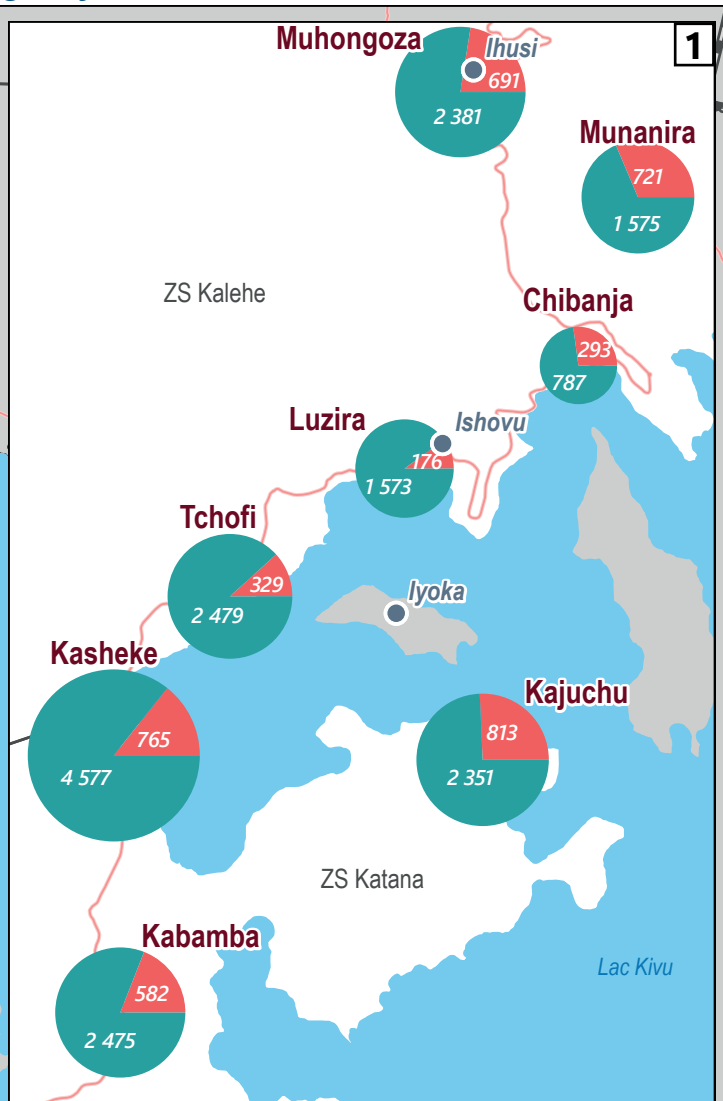 Muhongoza
Ihusi
1
691
2 381
Munanira
721
1 575
ZS Kalehe
Chibanja
293
787
Luzira
Ishovu
176
1 573
Tchofi
329
2 479
Iyoka
Kasheke
765
4 577
Kajuchu
813
2 351
ZS Katana
Kabamba
582
2 475
Lac Kivu